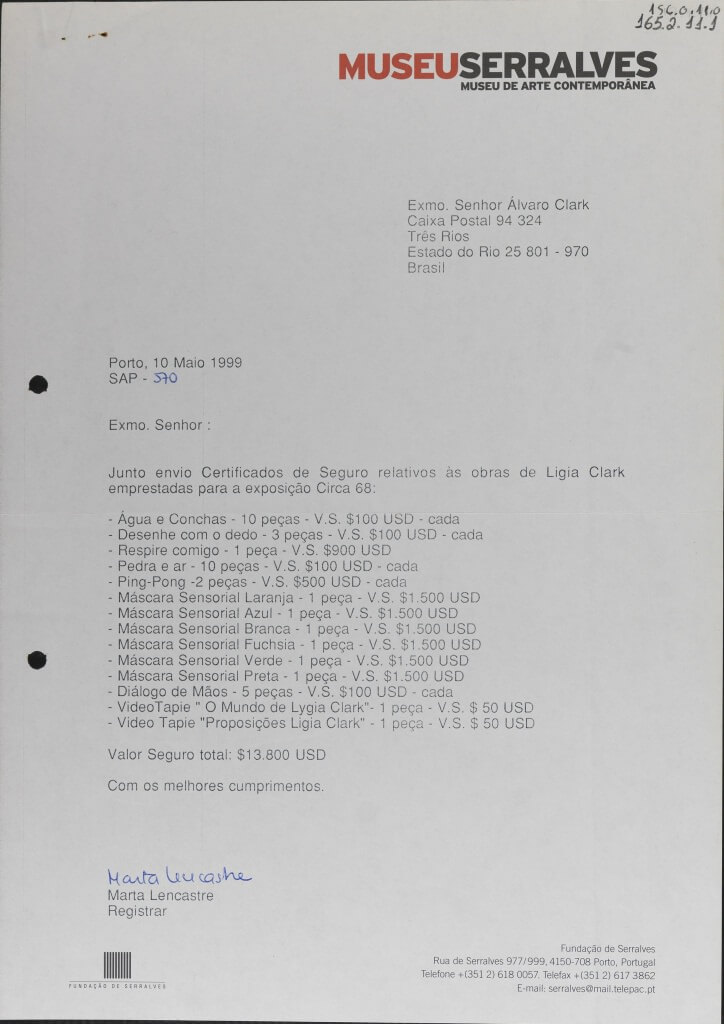 156.0.11.0
165.2.11.1
MUSEUSERRALVES
MUSEU DE ARTE CONTEMPORÂNEA
Exmo. Senhor Álvaro Clark
Caixa Postal 94 324
Três Rios
Estado do Rio 25 801 - 970
Brasil
Porto, 10 Maio 1999
SAP - 570
Exmo. Senhor :
Junto envio Certificados de Seguro relativos às obras de Ligia Clark
emprestadas para a exposição Circa 68:
- Água e Conchas - 10 peças - V.S. $100 USD - cada
- Desenhe com o dedo - 3 peças - V.S. $100 USD - cada
- Respire comigo - 1 peça - V.S. $900 USD
- Pedra e ar - 10 peças - V.S. $100 USD - cada
- Ping-Pong -2 peças - V.S. $500 USD - cada
- Máscara Sensorial Laranja - 1 peça - V.S. $1.500 USD
- Máscara Sensorial Azul - 1 peça - V.S. $1.500 USD
- Máscara Sensorial Branca - 1 peça - V.S. $1.500 USD
- Máscara Sensorial Fuchsia - 1 peça - V.S. $1.500 USD
- Máscara Sensorial Verde - 1 peça - V.S. $1.500 USD
- Máscara Sensorial Preta - 1 peça - V.S. $1.500 USD
- Diálogo de Mãos - 5 peças - V.S. $100 USD - cada
- VideoTapie " O Mundo de Lygia Clark"- 1 peça - V.S. $ 50 USD
- Video Tapie "Proposições Ligia Clark"- 1 peça - V.S. $ 50 USD
Valor Seguro total: $13.800 USD
Com os melhores cumprimentos.
Marta Lencastre
Marta Lencastre
Registrar
FUNDAÇÃO DE SERRALVES
Fundação de Serralves
Rua de Serralves 977/999, 4150-708 Porto, Portugal
Telefone +(351 2) 618 0057. Telefax +(351 2) 617 3862
E-mail: serralves@mail.telepac.pt